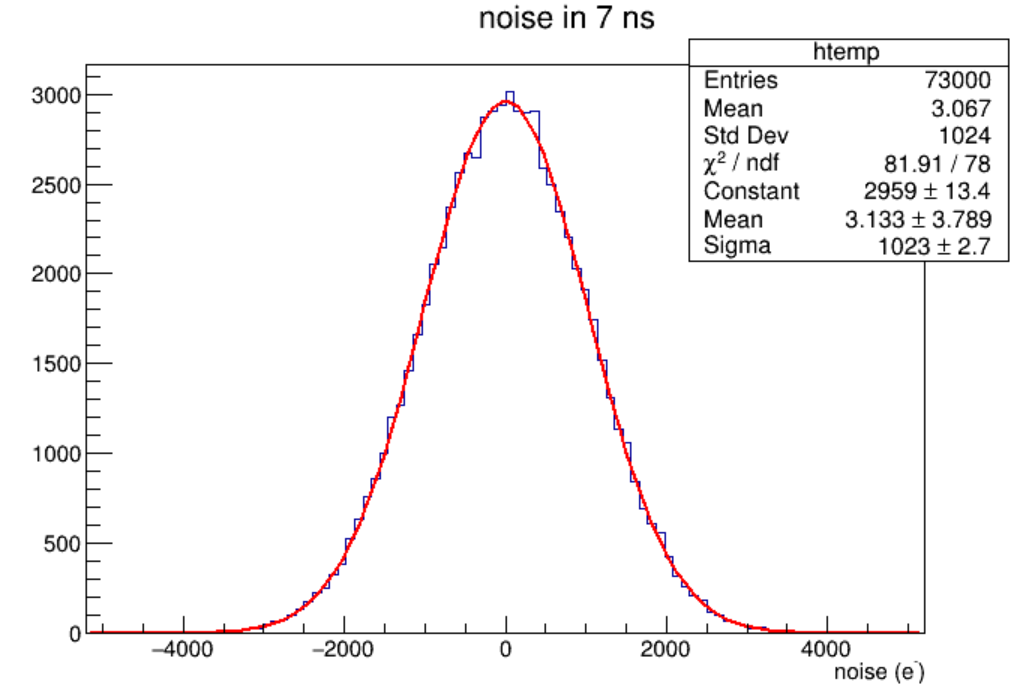 noise in 7 ns
htemp
Entries 73000
Mean 3.067
Std Dev 1024
χ² / ndf 81.91 / 78
Constant 2959 ± 13.4
Mean 3.133 ± 3.789
Sigma 1023 ± 2.7
3000
2500
2000
1500
1000
500
0
−4000 −2000 0 2000 4000
noise (e⁻)